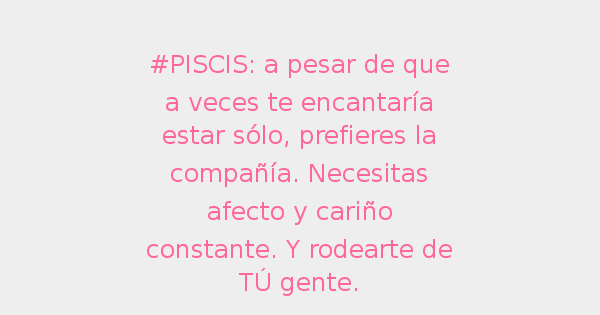 #PISCIS: a pesar de que
a veces te encantaría
estar sólo, prefieres la
compañía. Necesitas
afecto y cariño
constante. Y rodearte de
TÚ gente.